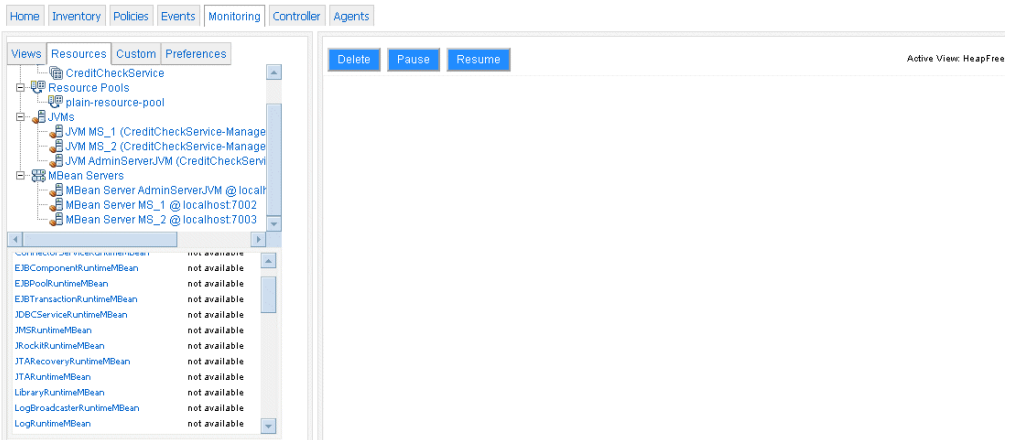 Home Inventory Policies Events Monitoring Controller Agents
Views Resources Custom Preferences
CreditCheckService
Resource Pools
plain-resource-pool
JVMs
JVM MS_1 (CreditCheckService-Manage
JVM MS_2 (CreditCheckService-Manage
JVM AdminServerJVM (CreditCheckServi
MBean Servers
MBean Server AdminServerJVM @ localh
MBean Server MS_1 @ localhost:7002
MBean Server MS_2 @ localhost:7003
ConnectorServiceRuntimeMBean not available
EJBComponentRuntimeMBean not available
EJBPoolRuntimeMBean not available
EJBTransactionRuntimeMBean not available
JDBCServiceRuntimeMBean not available
JMSRuntimeMBean not available
JRockitRuntimeMBean not available
JTARecoveryRuntimeMBean not available
JTARuntimeMBean not available
LibraryRuntimeMBean not available
LogBroadcasterRuntimeMBean not available
LogRuntimeMBean not available
Delete Pause Resume Active View: HeapFree